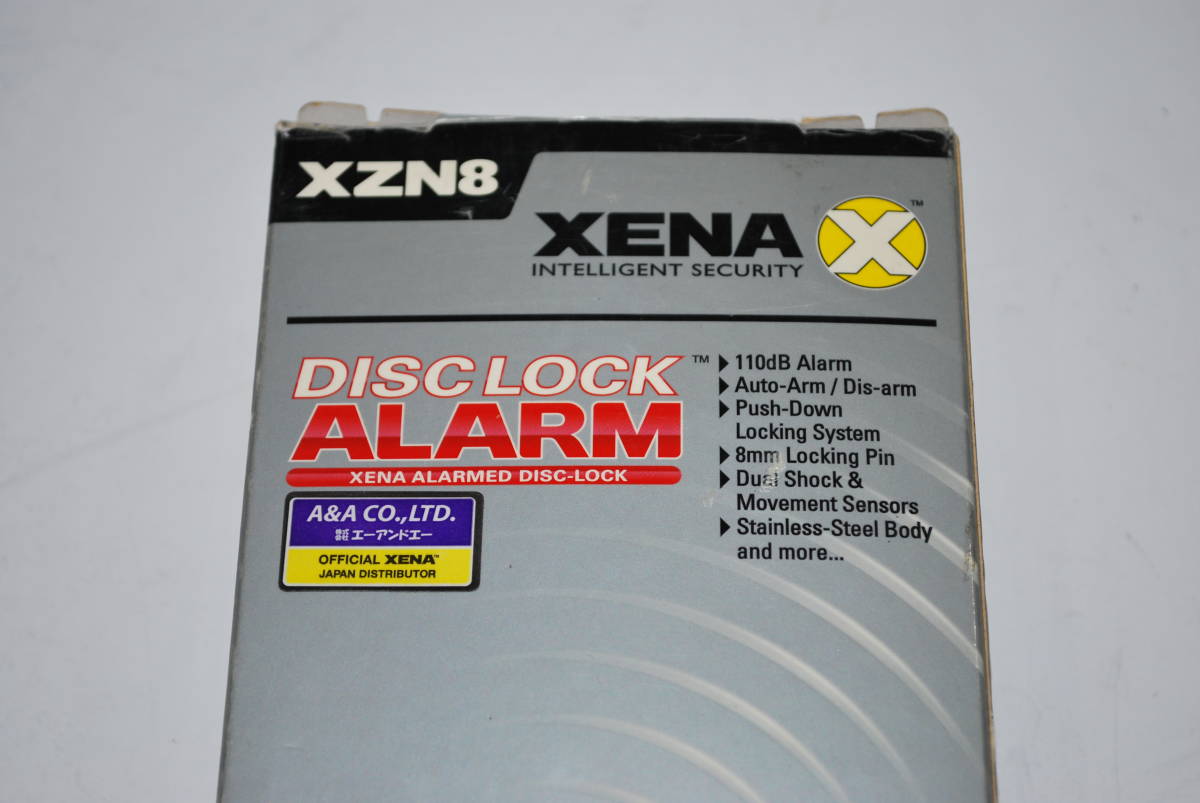 XZN8
XENA
INTELLIGENT SECURITY
X
™
DISC LOCK™
ALARM
XENA ALARMED DISC-LOCK
A&A CO.,LTD.
株式会社 エーアンドエー
OFFICIAL XENA™
JAPAN DISTRIBUTOR
110dB Alarm
Auto-Arm / Dis-arm
Push-Down
Locking System
8mm Locking Pin
Dual Shock &
Movement Sensors
Stainless-Steel Body
and more...